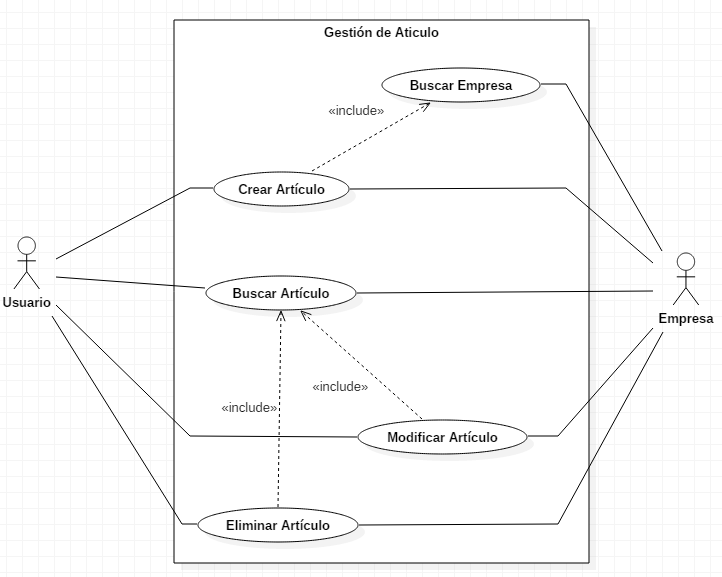 Gestión de Aticulo
Buscar Empresa
«include»
Crear Artículo
Buscar Artículo
Usuario
Empresa
«include»
«include»
Modificar Artículo
Eliminar Artículo